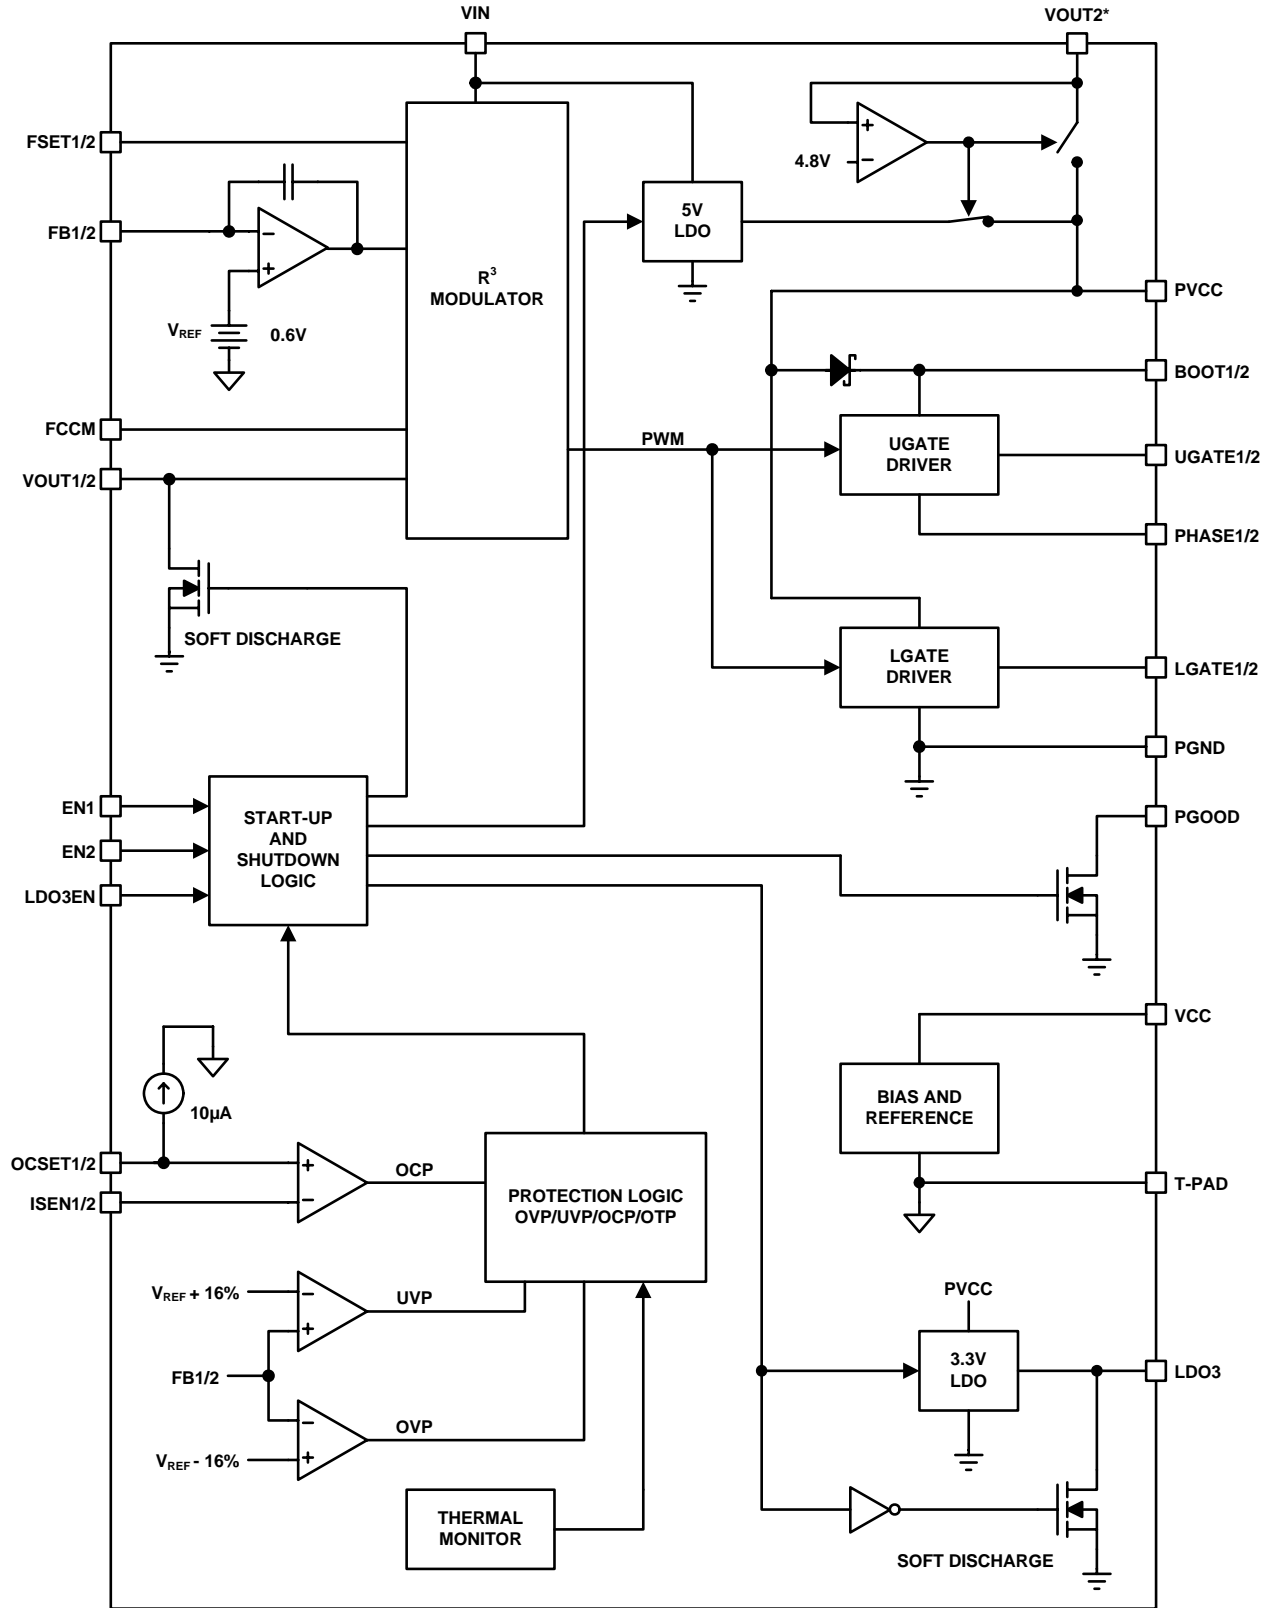 VIN
VOUT2*
FSET1/2
4.8V
+
−
FB1/2
−
+
5V
LDO
R³
MODULATOR
PVCC
VREF
0.6V
BOOT1/2
FCCM
PWM
UGATE
DRIVER
UGATE1/2
VOUT1/2
PHASE1/2
SOFT DISCHARGE
LGATE
DRIVER
LGATE1/2
PGND
EN1
EN2
LDO3EN
START-UP
AND
SHUTDOWN
LOGIC
PGOOD
VCC
10µA
BIAS AND
REFERENCE
OCSET1/2
ISEN1/2
+
−
OCP
PROTECTION LOGIC
OVP/UVP/OCP/OTP
T-PAD
VREF + 16%
−
+
UVP
PVCC
FB1/2
3.3V
LDO
LDO3
−
+
OVP
VREF - 16%
THERMAL
MONITOR
SOFT DISCHARGE